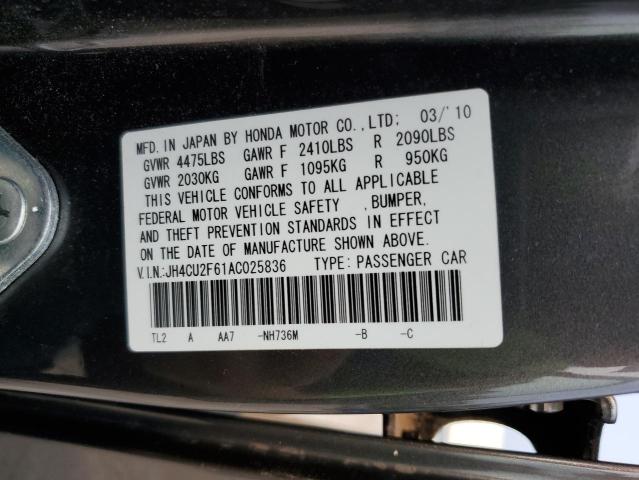 MFD. IN JAPAN BY HONDA MOTOR CO., LTD: 03/'10
GVWR 4475LBS GAWR F 2410LBS R 2090LBS
GVWR 2030KG GAWR F 1095KG R 950KG
THIS VEHICLE CONFORMS TO ALL APPLICABLE
FEDERAL MOTOR VEHICLE SAFETY , BUMPER,
AND THEFT PREVENTION STANDARDS IN EFFECT
ON THE DATE OF MANUFACTURE SHOWN ABOVE.
V.I.N.:JH4CU2F61AC025836 TYPE: PASSENGER CAR
TL2 A AA7 -NH736M -B -C